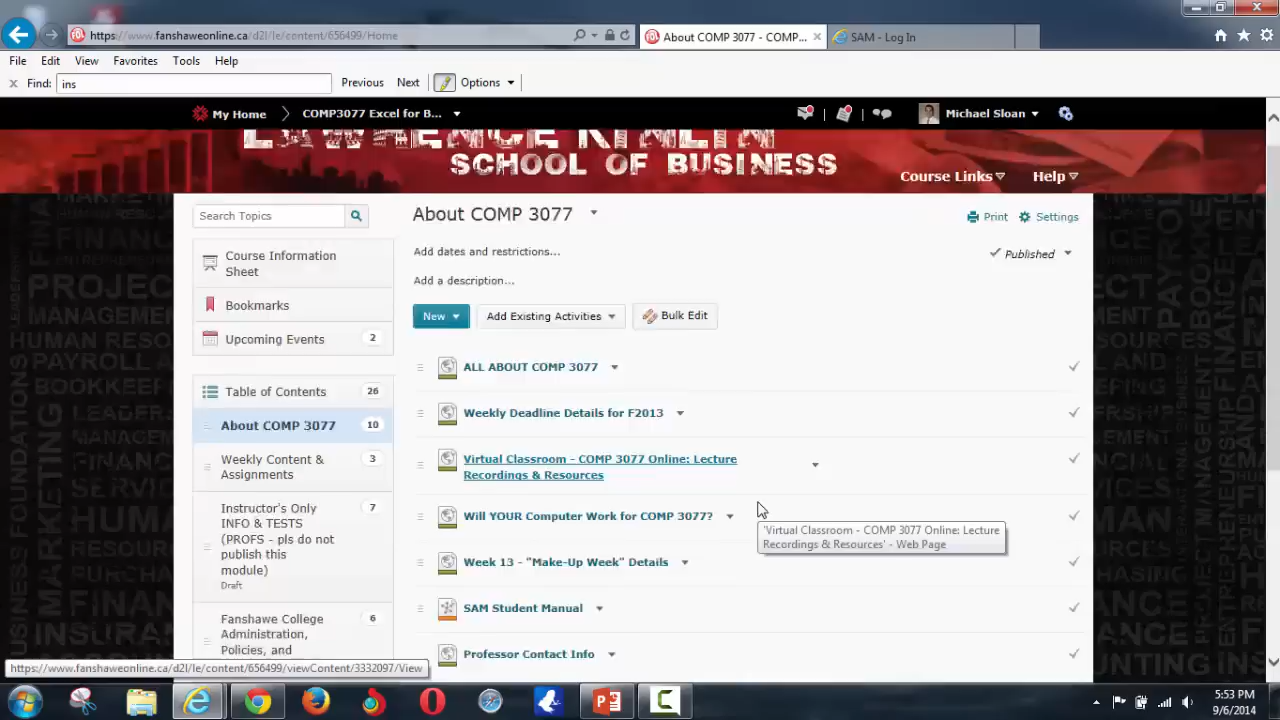 https://www.fanshaweonline.ca/d2l/le/content/656499/Home
About COMP 3077 - COMP...
SAM - Log In
File Edit View Favorites Tools Help
Find: ins Previous Next Options
My Home COMP3077 Excel for B... Michael Sloan
LAWRENCE KINLIN
SCHOOL OF BUSINESS
Course Links Help
Search Topics
About COMP 3077
Print Settings
Course Information
Sheet
Add dates and restrictions...
Published
Add a description...
Bookmarks
New Add Existing Activities Bulk Edit
Upcoming Events 2
ALL ABOUT COMP 3077
Table of Contents 26
Weekly Deadline Details for F2013
About COMP 3077 10
Virtual Classroom - COMP 3077 Online: Lecture
Recordings & Resources
Weekly Content &
Assignments
3
Will YOUR Computer Work for COMP 3077?
'Virtual Classroom - COMP 3077 Online: Lecture
Recordings & Resources' - Web Page
Instructor's Only
INFO & TESTS
(PROFS - pls do not
publish this
module)
Draft
7
Week 13 - "Make-Up Week" Details
SAM Student Manual
Fanshawe College
Administration,
Policies, and
6
Professor Contact Info
https://www.fanshaweonline.ca/d2l/le/content/656499/viewContent/3332097/View
5:53 PM
9/6/2014